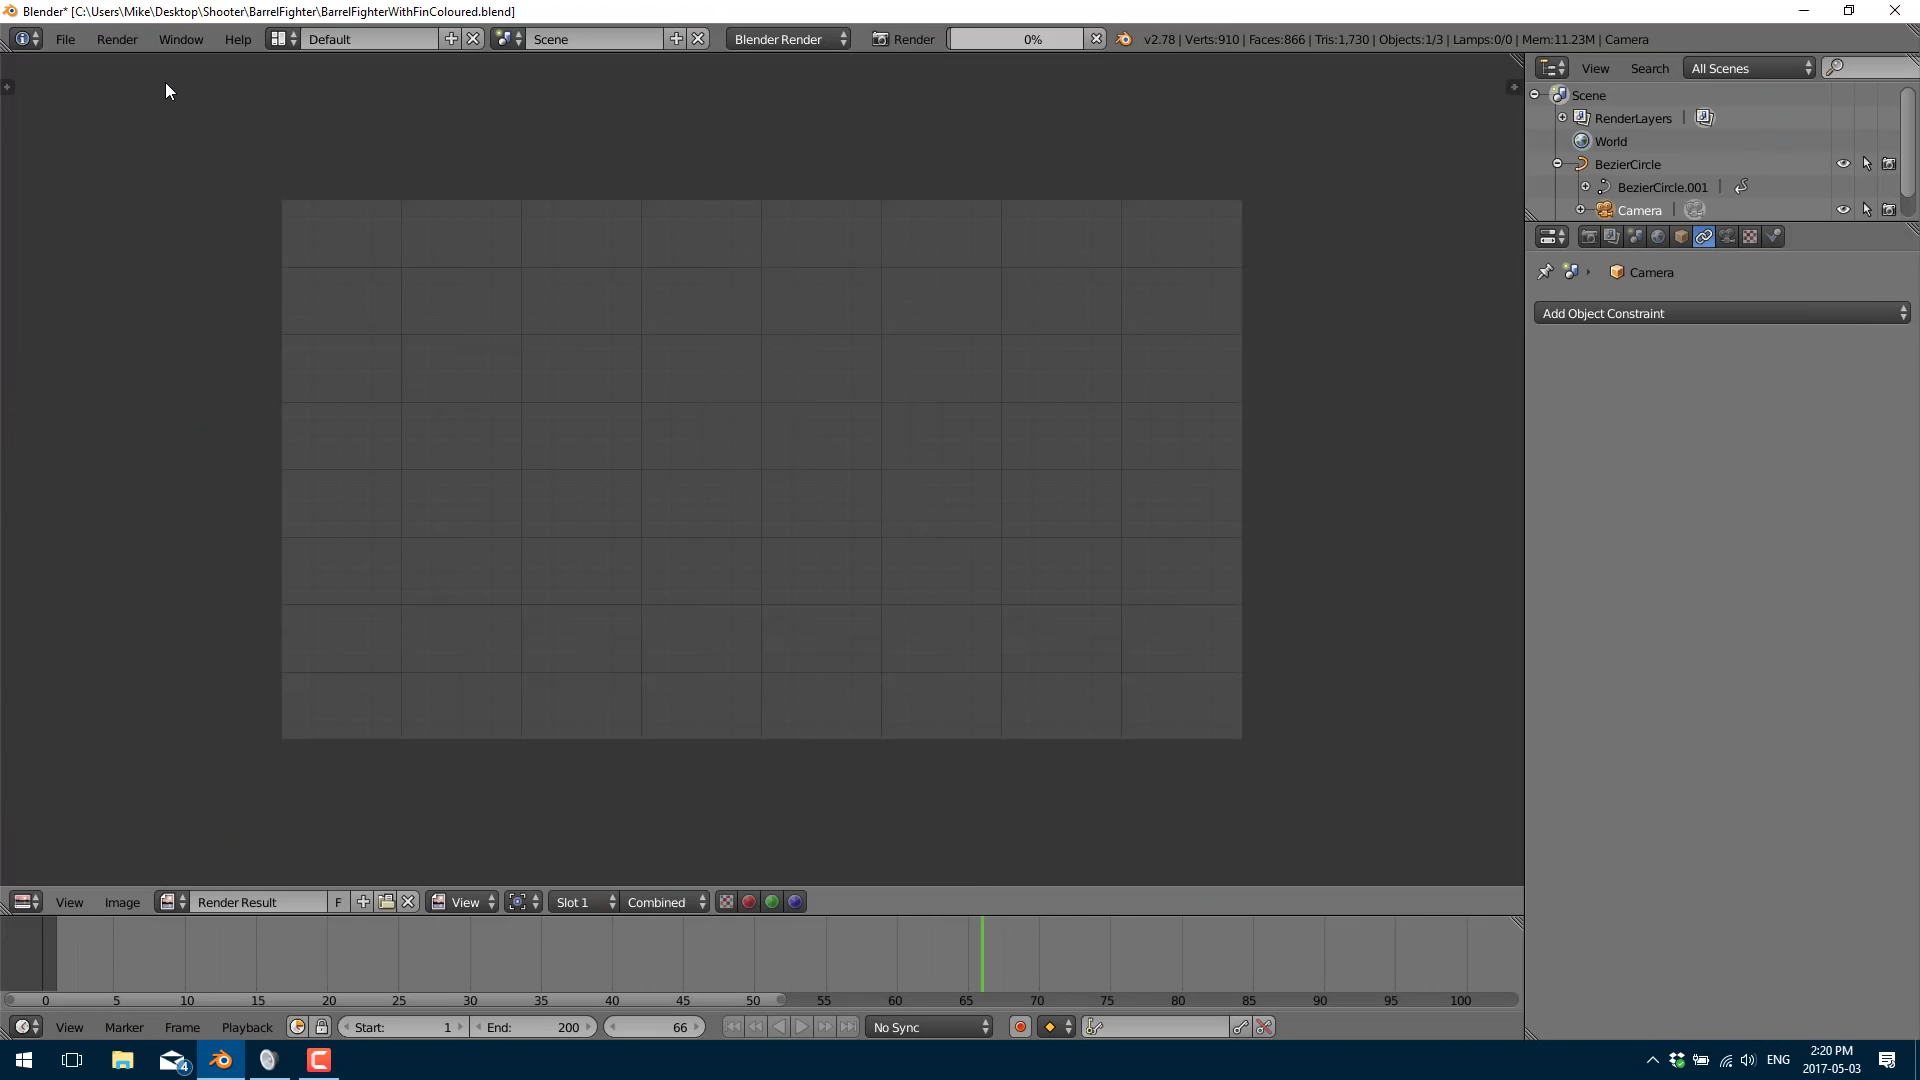 Blender* [C:\Users\Mike\Desktop\Shooter\BarrelFighter\BarrelFighterWithFinColoured.blend]
File Render Window Help Default Scene Blender Render Render 0% v2.78 | Verts:910 | Faces:866 | Tris:1,730 | Objects:1/3 | Lamps:0/0 | Mem:11.23M | Camera
View Search All Scenes
Scene
RenderLayers
World
BezierCircle
BezierCircle.001
Camera
Camera
Add Object Constraint
View Image Render Result F View Slot 1 Combined
0 5 10 15 20 25 30 35 40 45 50 55 60 65 70 75 80 85 90 95 100
View Marker Frame Playback Start: 1 End: 200 66 No Sync
4 ENG 2:20 PM
2017-05-03